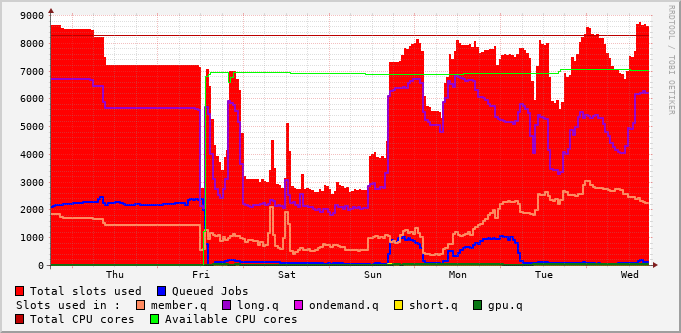 9000
8000
7000
6000
5000
4000
3000
2000
1000
0
Thu Fri Sat Sun Mon Tue Wed
RRDTOOL / TOBI OETIKER
Total slots used Queued Jobs
Slots used in : member.q long.q ondemand.q short.q gpu.q
Total CPU cores Available CPU cores